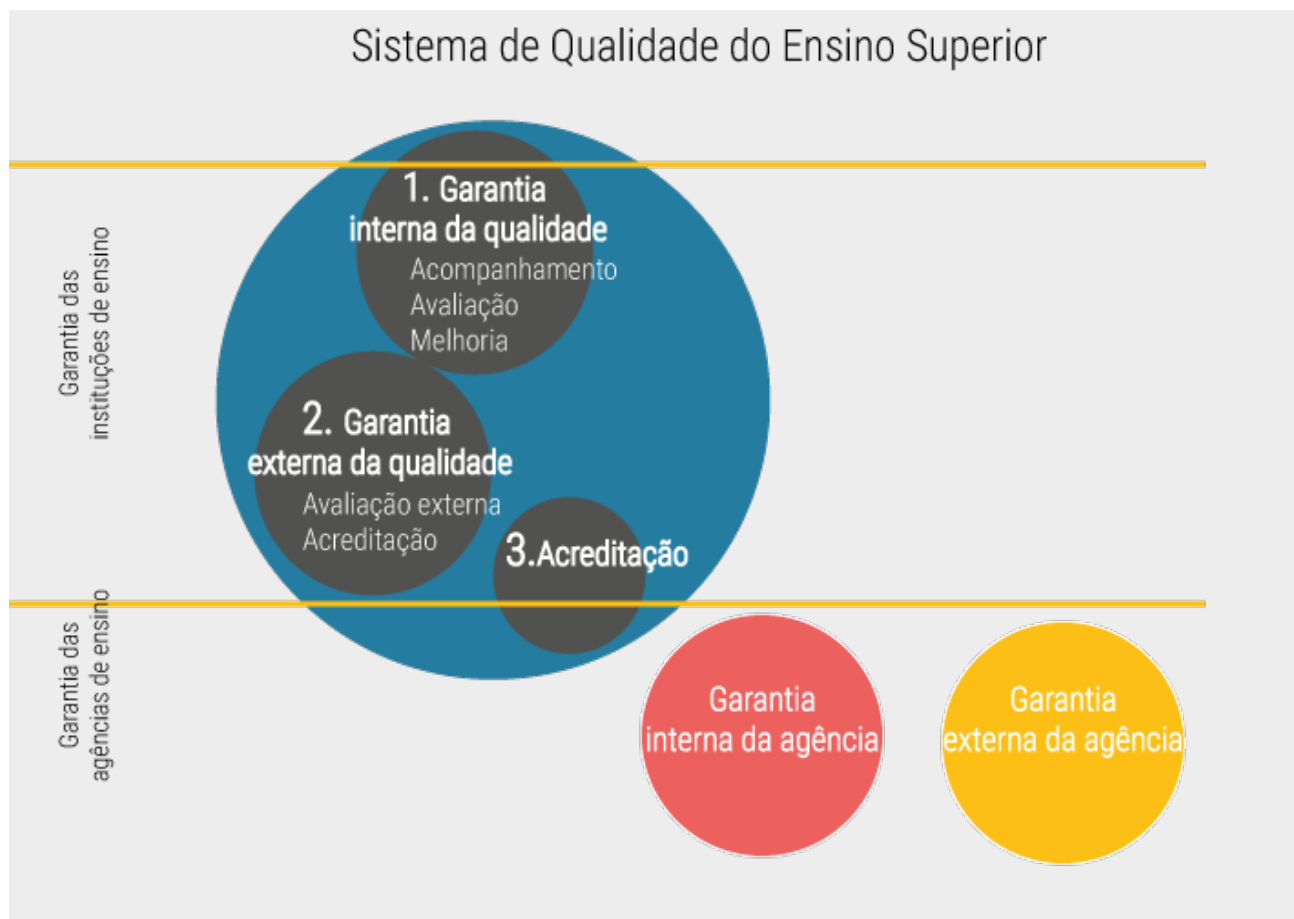 Sistema de Qualidade do Ensino Superior
Garantia das
instituções de ensino
1. Garantia
interna da qualidade
Acompanhamento
Avaliação
Melhoria
2. Garantia
externa da qualidade
Avaliação externa
Acreditação
3.Acreditação
Garantia das
agências de ensino
Garantia
interna da agência
Garantia
externa da agência